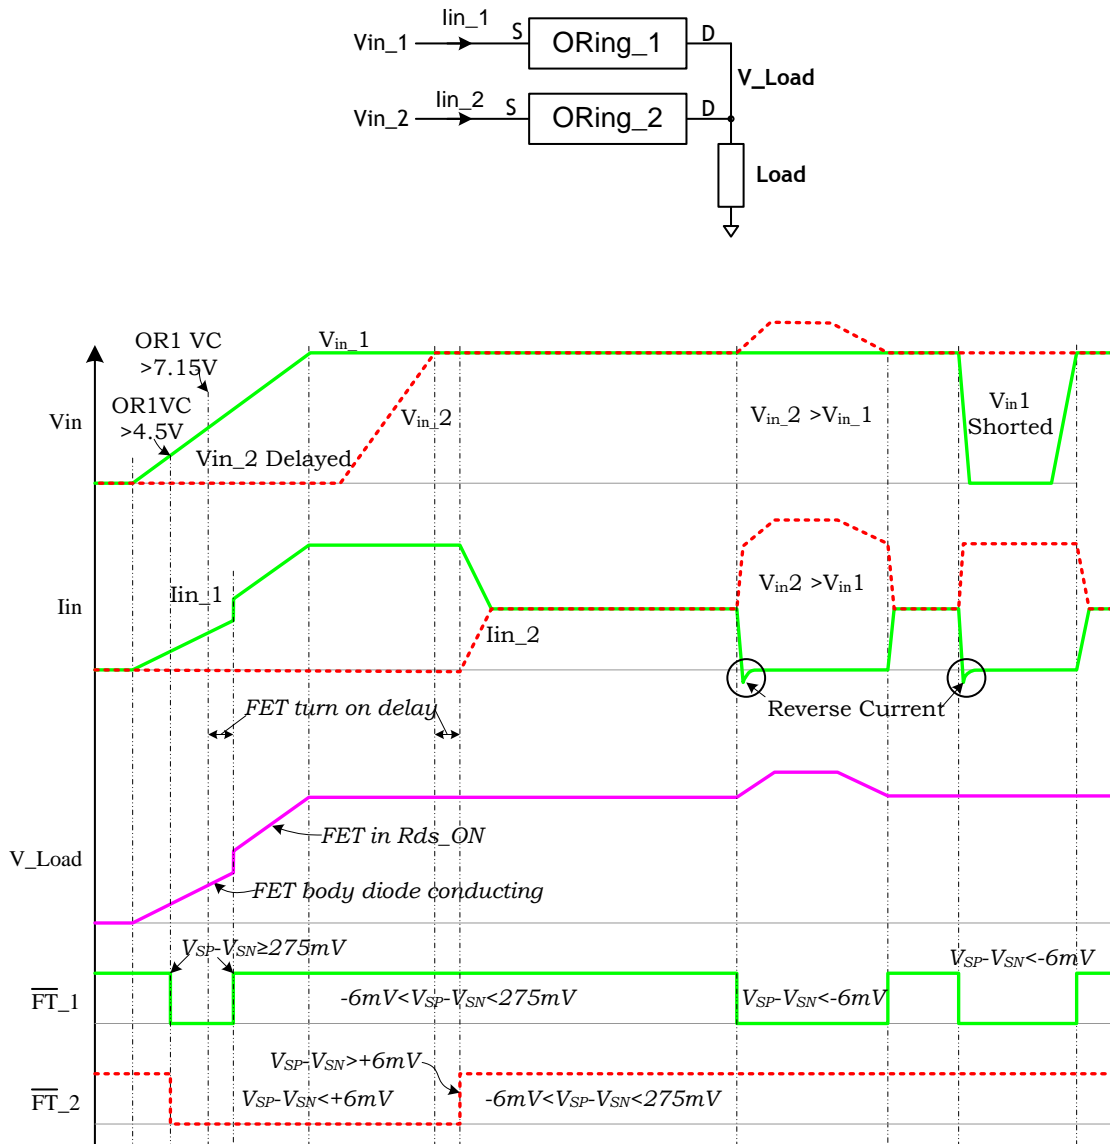 Iin_1
Vin_1 S ORing_1 D
V_Load
Iin_2
Vin_2 S ORing_2 D
Load
OR1 VC
>7.15V
Vin_1
OR1VC
>4.5V
Vin
Vin_2
Vin_2 Delayed
Vin_2 >Vin_1
Vin1
Shorted
Iin
Iin_1
Iin_2
Vin2 >Vin1
FET turn on delay
Reverse Current
V_Load
FET in Rds_ON
FET body diode conducting
VSP-VSN≥275mV
VSP-VSN<-6mV
FT_1
-6mV<VSP-VSN<275mV
VSP-VSN<-6mV
VSP-VSN>+6mV
FT_2
VSP-VSN<+6mV
-6mV<VSP-VSN<275mV